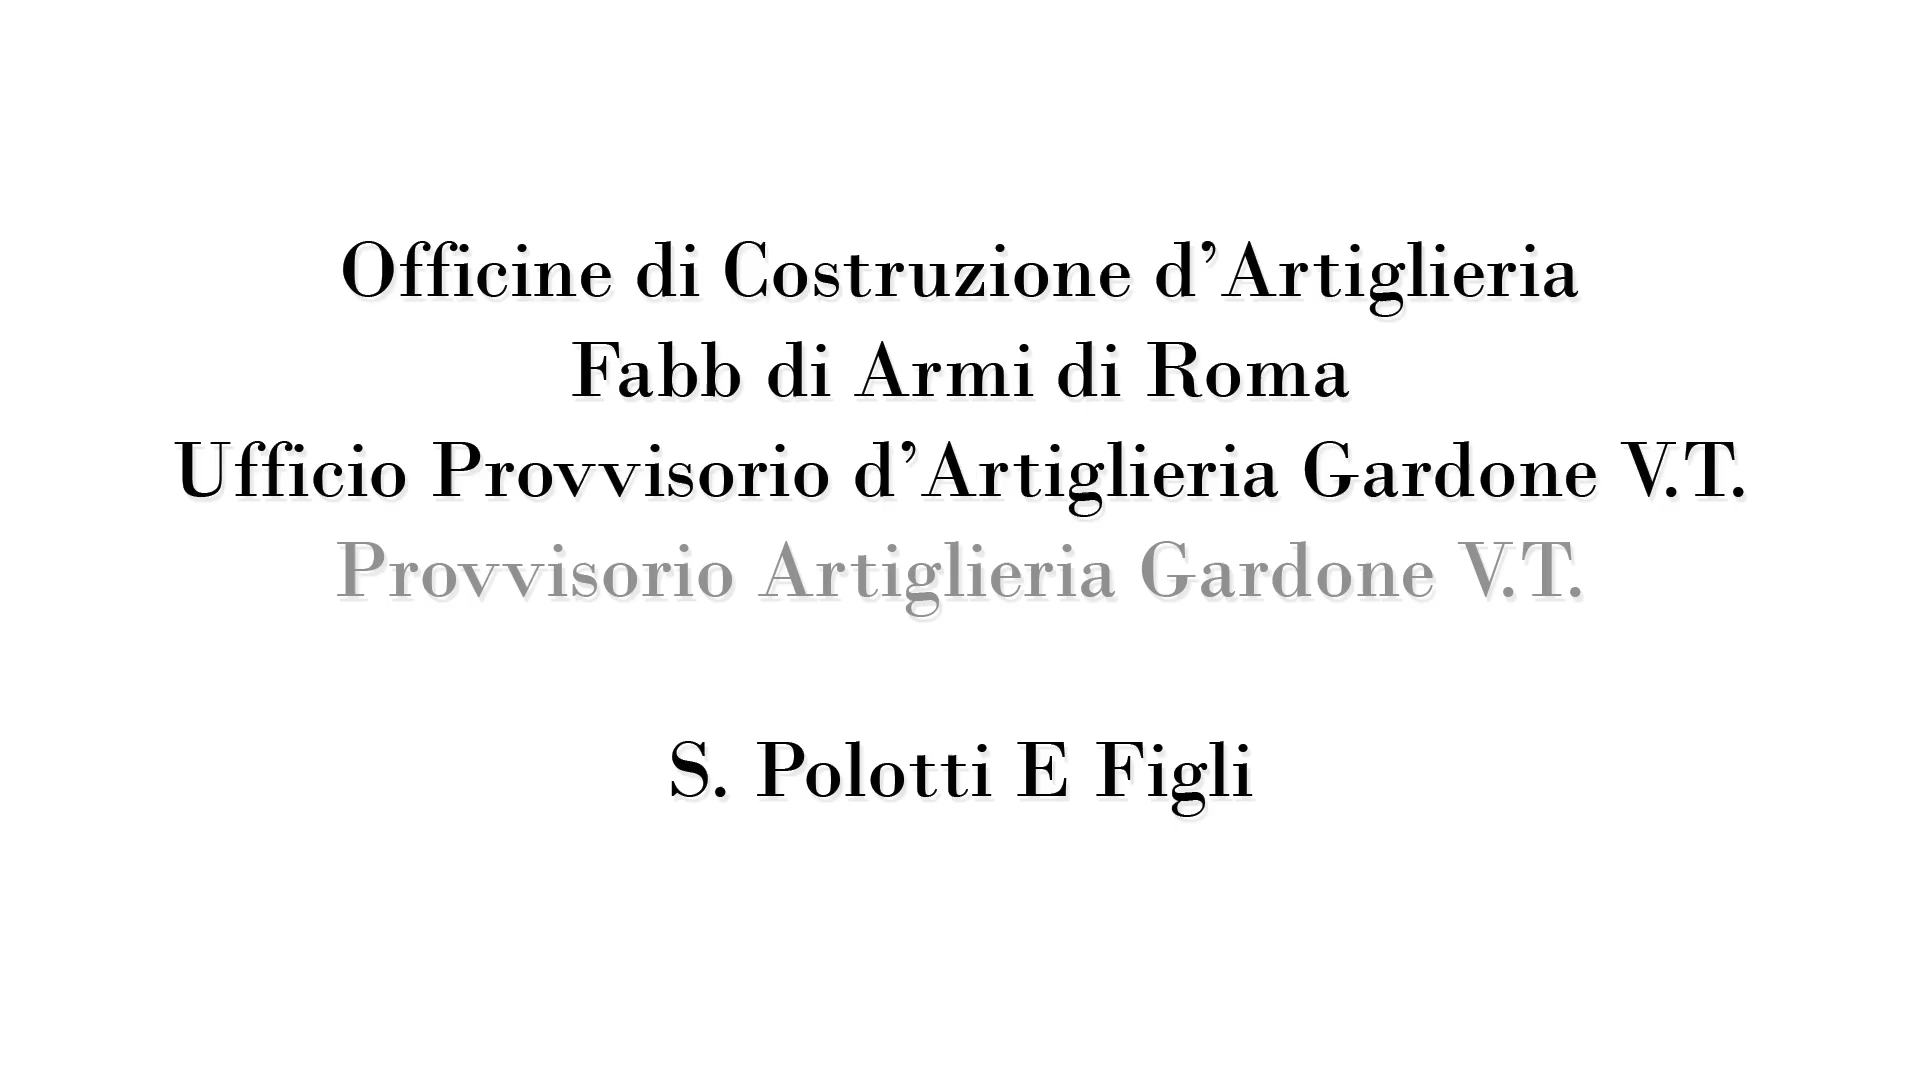 Officine di Costruzione d’Artiglieria
Fabb di Armi di Roma
Ufficio Provvisorio d’Artiglieria Gardone V.T.
Provvisorio Artiglieria Gardone V.T.
S. Polotti E Figli